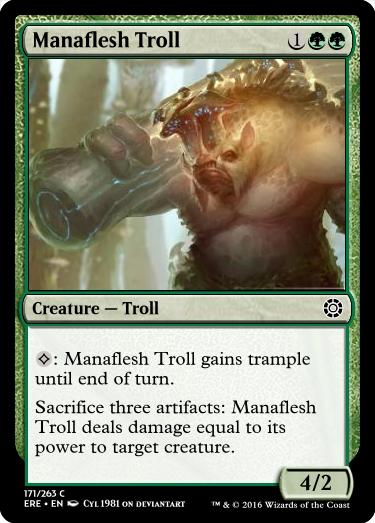 Manaflesh Troll 1
Creature — Troll
: Manaflesh Troll gains trample
until end of turn.
Sacrifice three artifacts: Manaflesh
Troll deals damage equal to its
power to target creature.
4/2
171/263 C
ERE • EN CYL1981 ON DEVIANTART ™ & © 2016 Wizards of the Coast